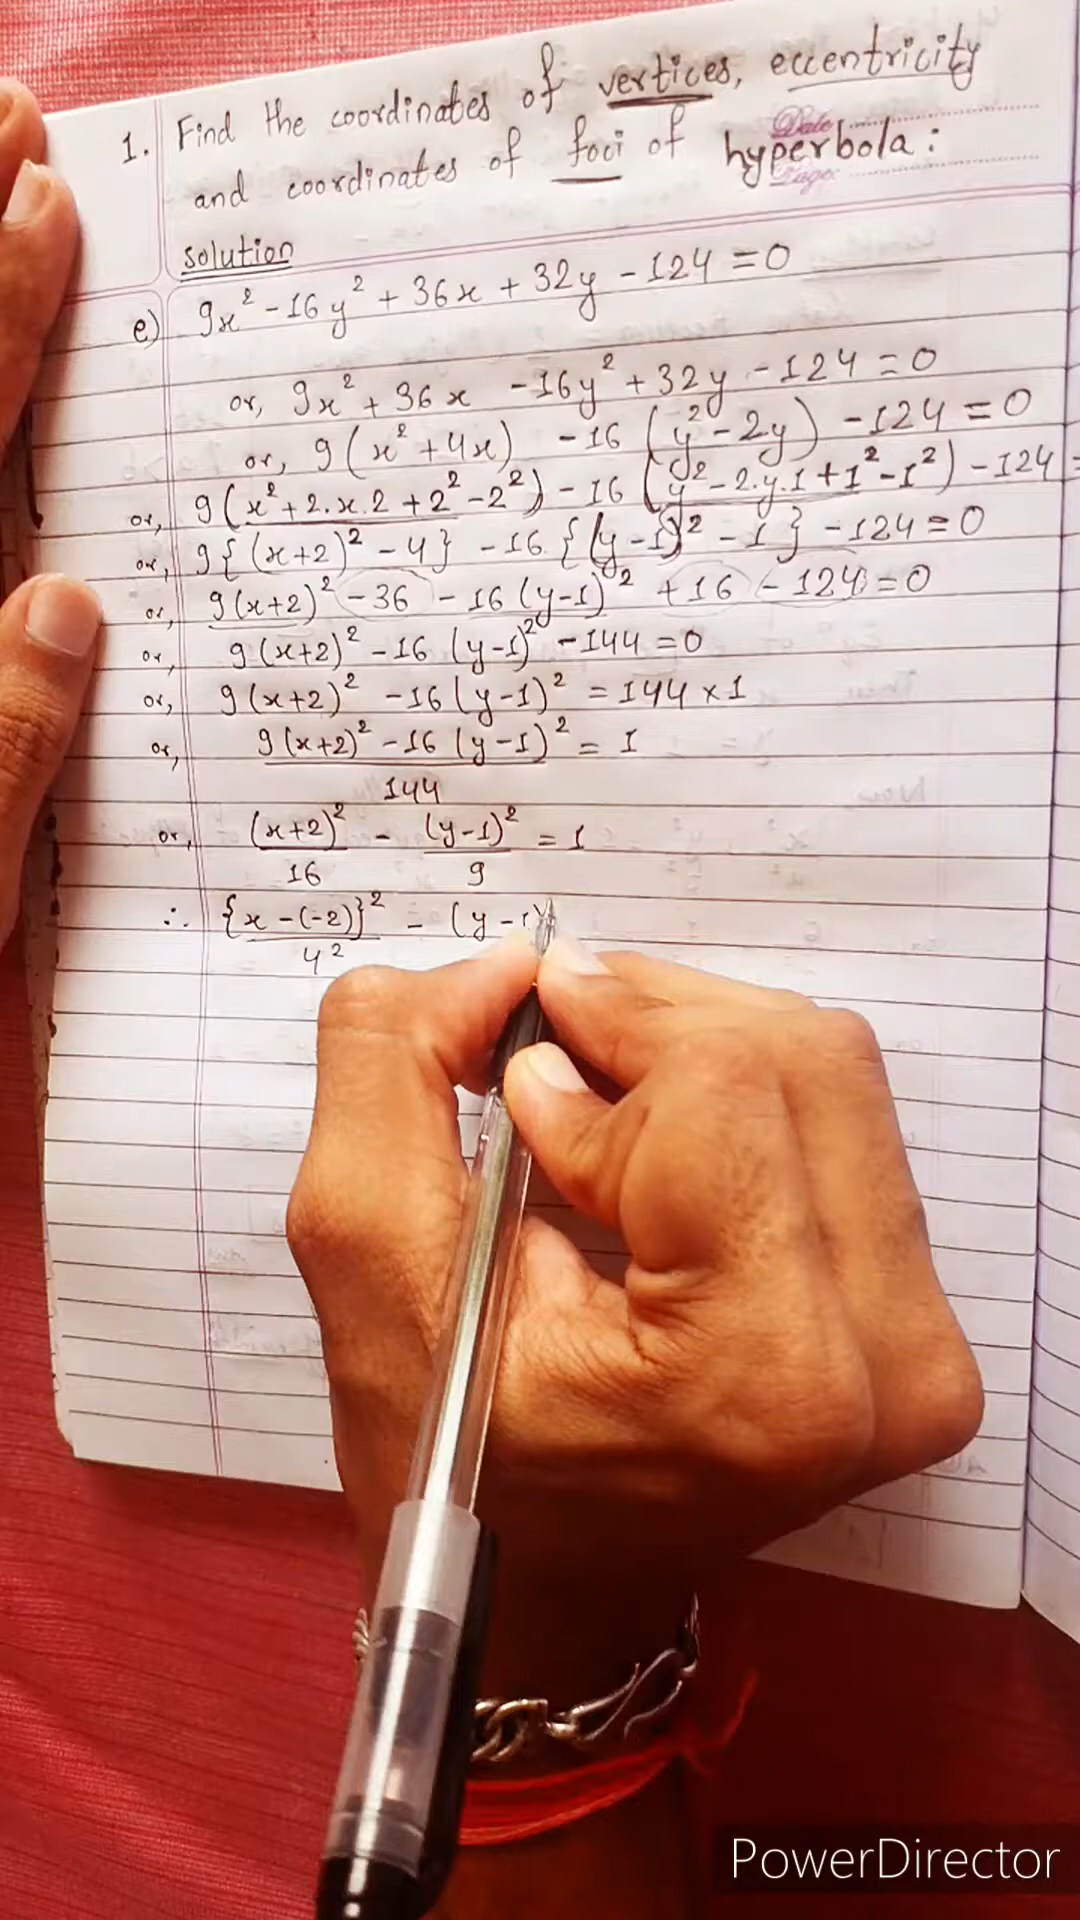 1. Find the coordinates of vertices, eccentricity
and coordinates of foci of hyperbola:
Date
Page
solution
e) 9x² - 16y² + 36x + 32y - 124 = 0
or, 9x² + 36x - 16y² + 32y - 124 = 0
or, 9(x² + 4x) - 16(y² - 2y) - 124 = 0
or, 9(x² + 2.x.2 + 2² - 2²) - 16(y² - 2.y.1 + 1² - 1²) - 124 =
or, 9{(x+2)² - 4} - 16{(y-1)² - 1} - 124 = 0
or, 9(x+2)² - 36 - 16(y-1)² + 16 - 124 = 0
or, 9(x+2)² - 16(y-1)² - 144 = 0
or, 9(x+2)² - 16(y-1)² = 144 × 1
or, 9(x+2)² - 16(y-1)² = 1
144
or, (x+2)² - (y-1)² = 1
16 9
∴ {x-(-2)}² - (y-1)
4²
PowerDirector